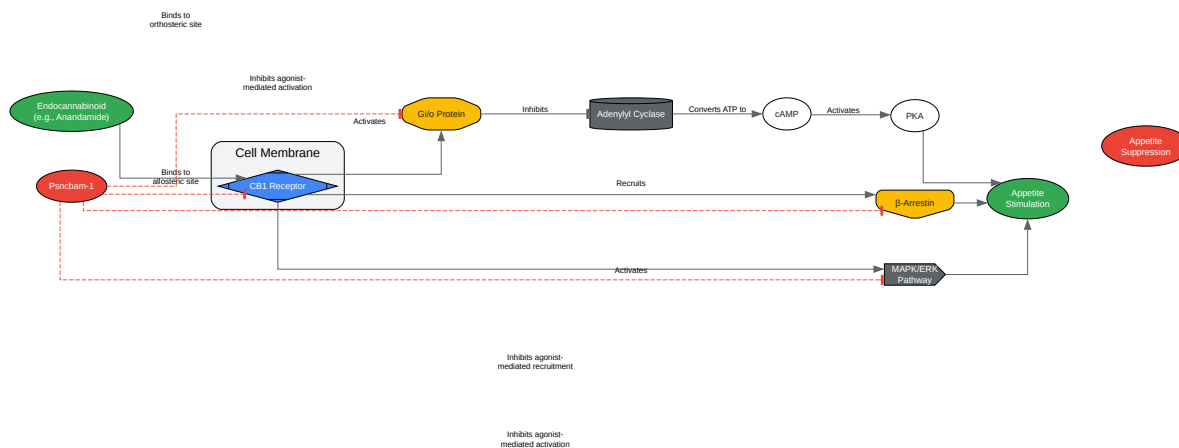 Binds to
orthosteric site
Inhibits agonist-
mediated activation
Endocannabinoid
(e.g., Anandamide)
Gi/o Protein
Inhibits
Adenylyl Cyclase
Converts ATP to
cAMP
Activates
PKA
Activates
Cell Membrane
Appetite
Suppression
Binds to
allosteric site
Psncbam-1
CB1 Receptor
Recruits
β-Arrestin
Appetite
Stimulation
Activates
MAPK/ERK
Pathway
Inhibits agonist-
mediated recruitment
Inhibits agonist-
mediated activation